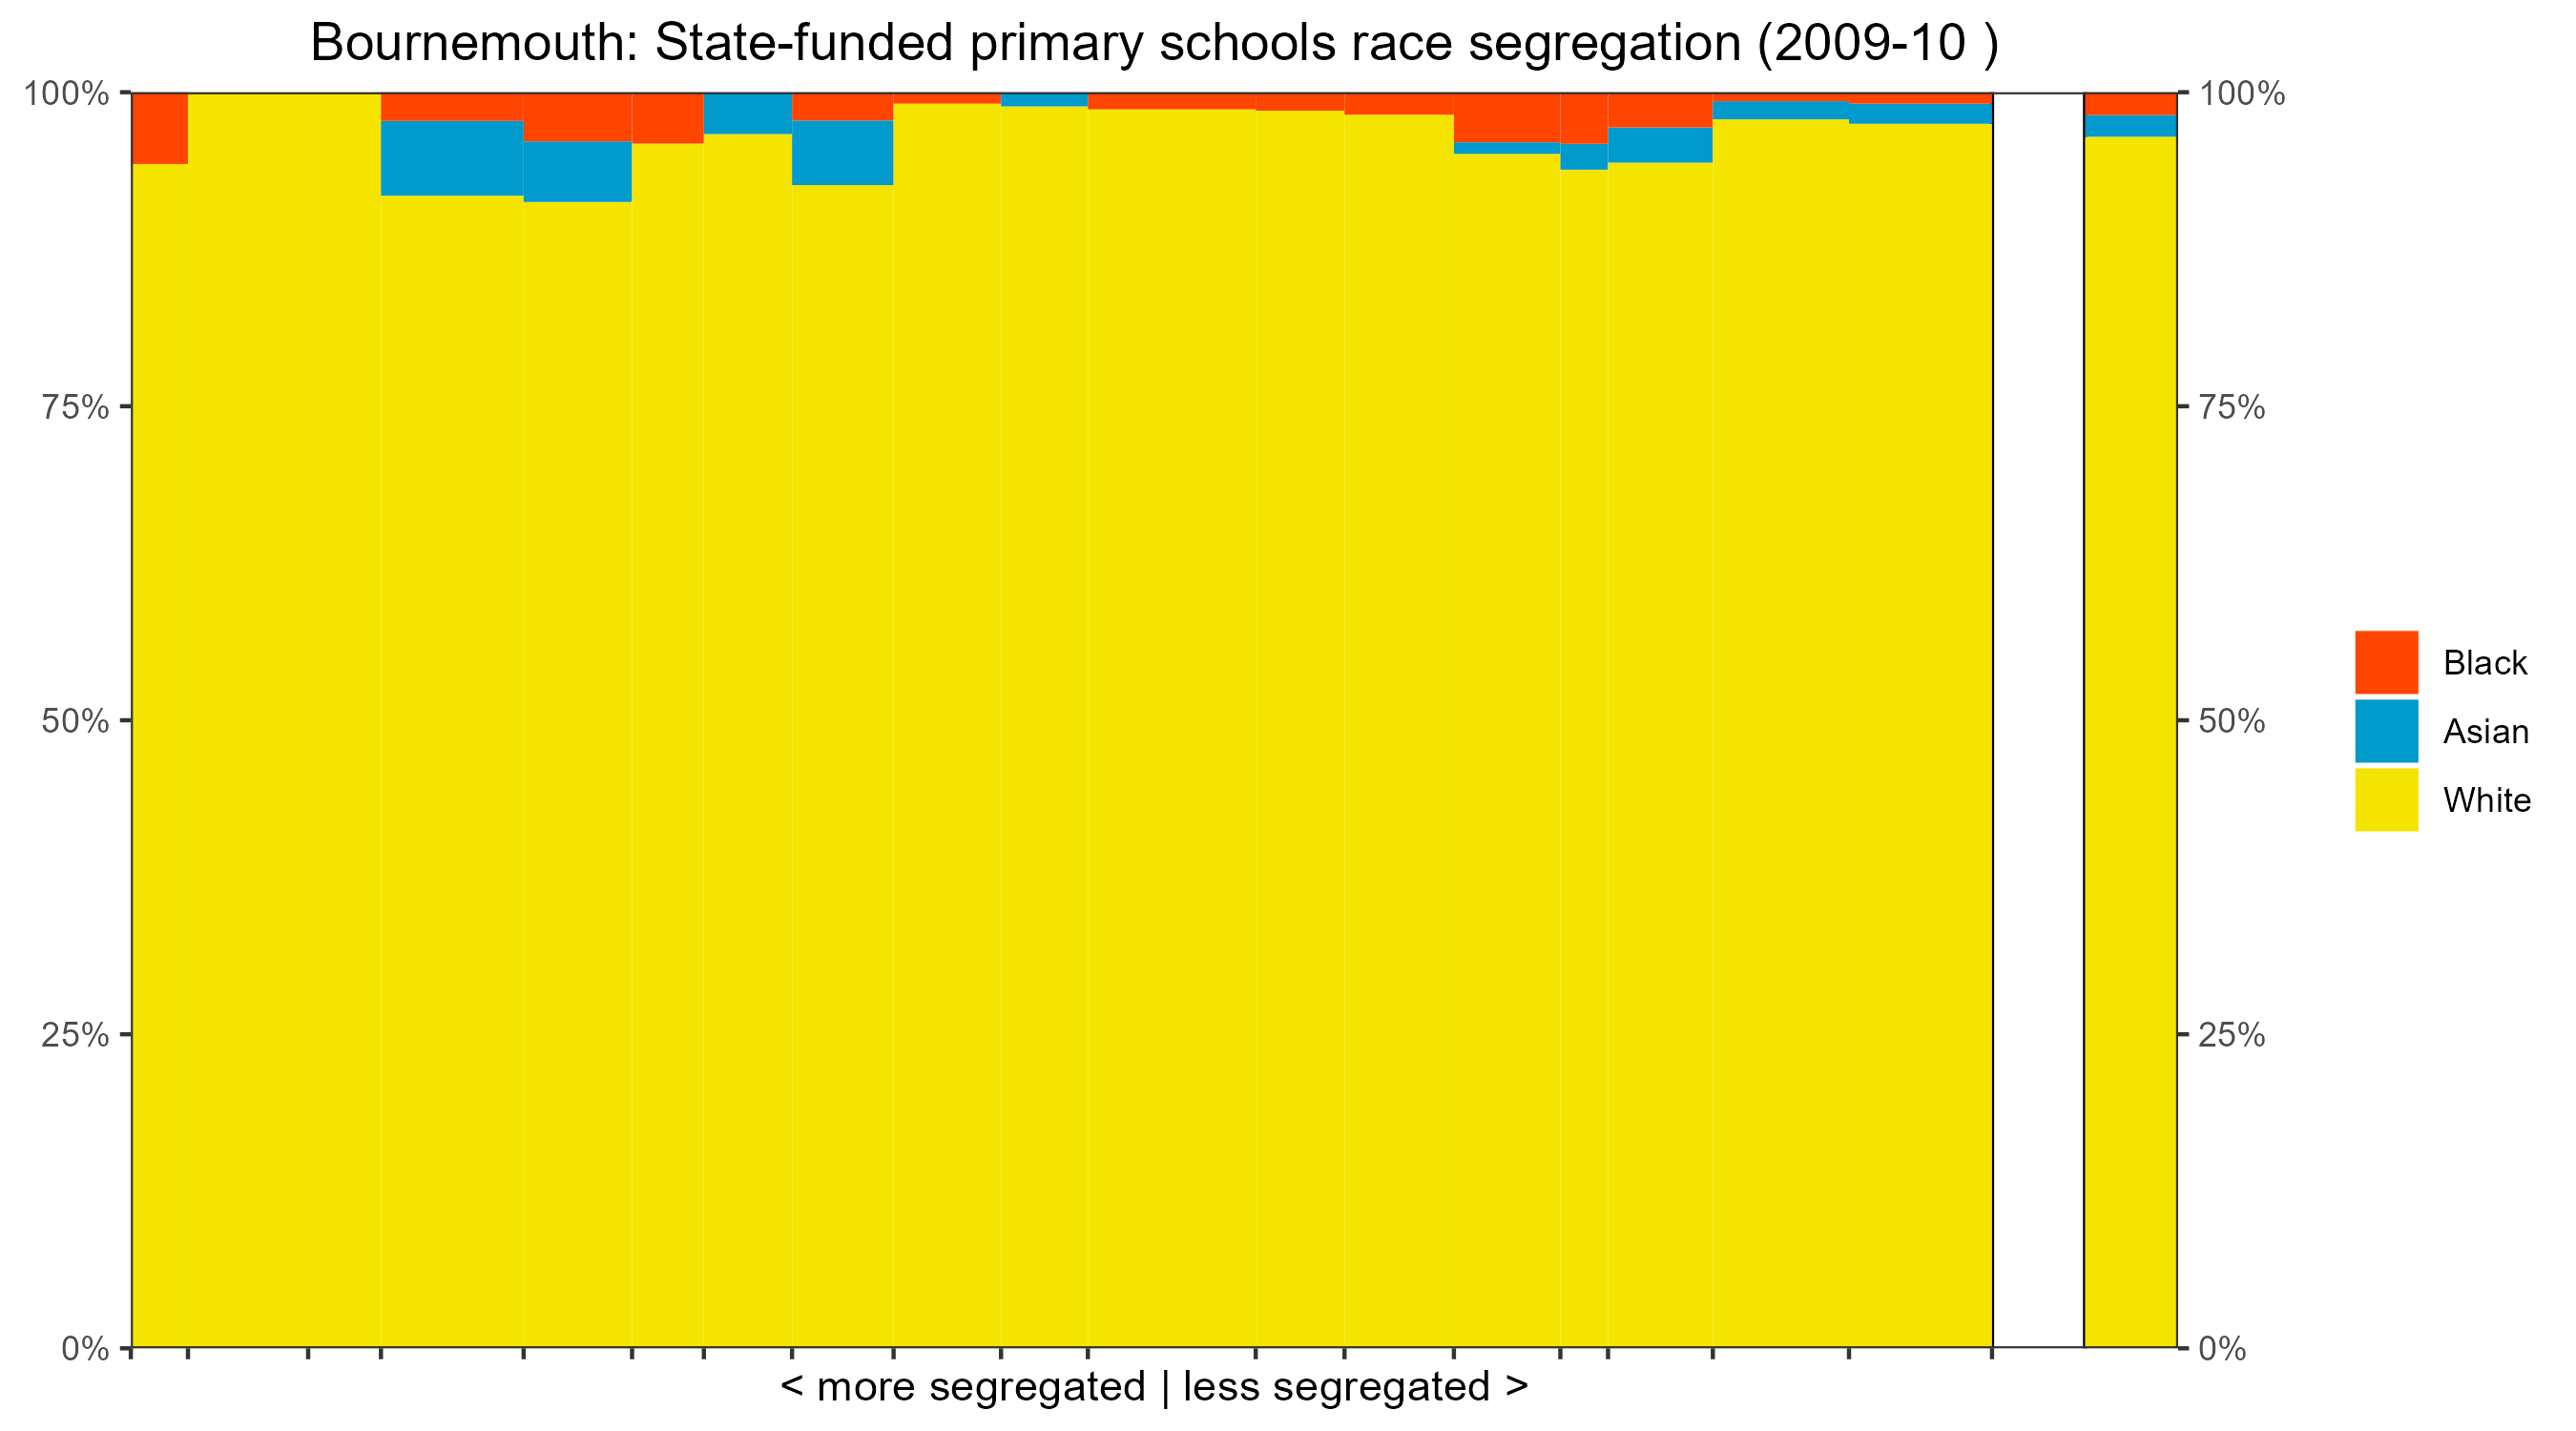 Bournemouth: State-funded primary schools race segregation (2009-10 )
100%
75%
50%
25%
0%
100%
75%
50%
25%
0%
Black
Asian
White
< more segregated | less segregated >